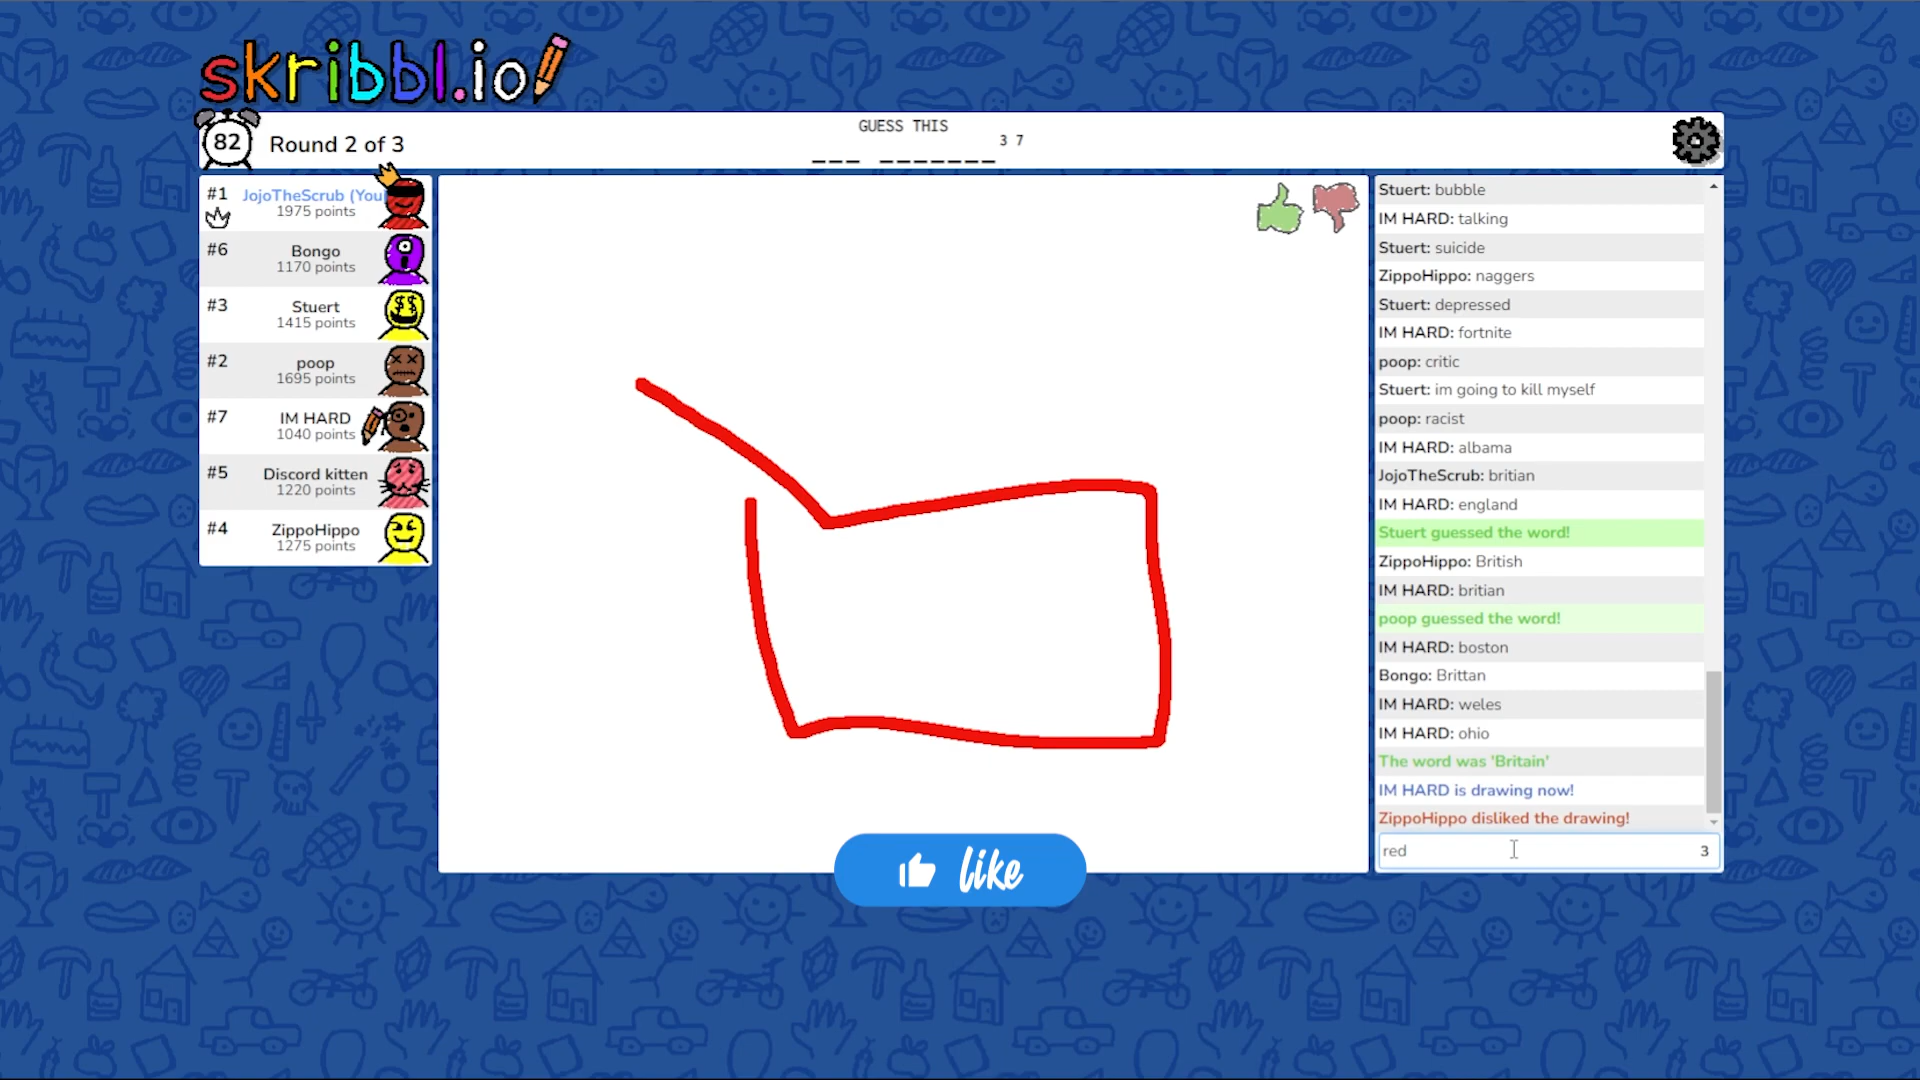 skribbl.io
82
Round 2 of 3
GUESS THIS
___ _______ 3 7
#1 JojoTheScrub (You
1975 points
#6 Bongo
1170 points
#3 Stuert
1415 points
#2 poop
1695 points
#7 IM HARD
1040 points
#5 Discord kitten
1220 points
#4 ZippoHippo
1275 points
like
Stuert: bubble
IM HARD: talking
Stuert: suicide
ZippoHippo: naggers
Stuert: depressed
IM HARD: fortnite
poop: critic
Stuert: im going to kill myself
poop: racist
IM HARD: albama
JojoTheScrub: britian
IM HARD: england
Stuert guessed the word!
ZippoHippo: British
IM HARD: britian
poop guessed the word!
IM HARD: boston
Bongo: Brittan
IM HARD: weles
IM HARD: ohio
The word was 'Britain'
IM HARD is drawing now!
ZippoHippo disliked the drawing!
red 3